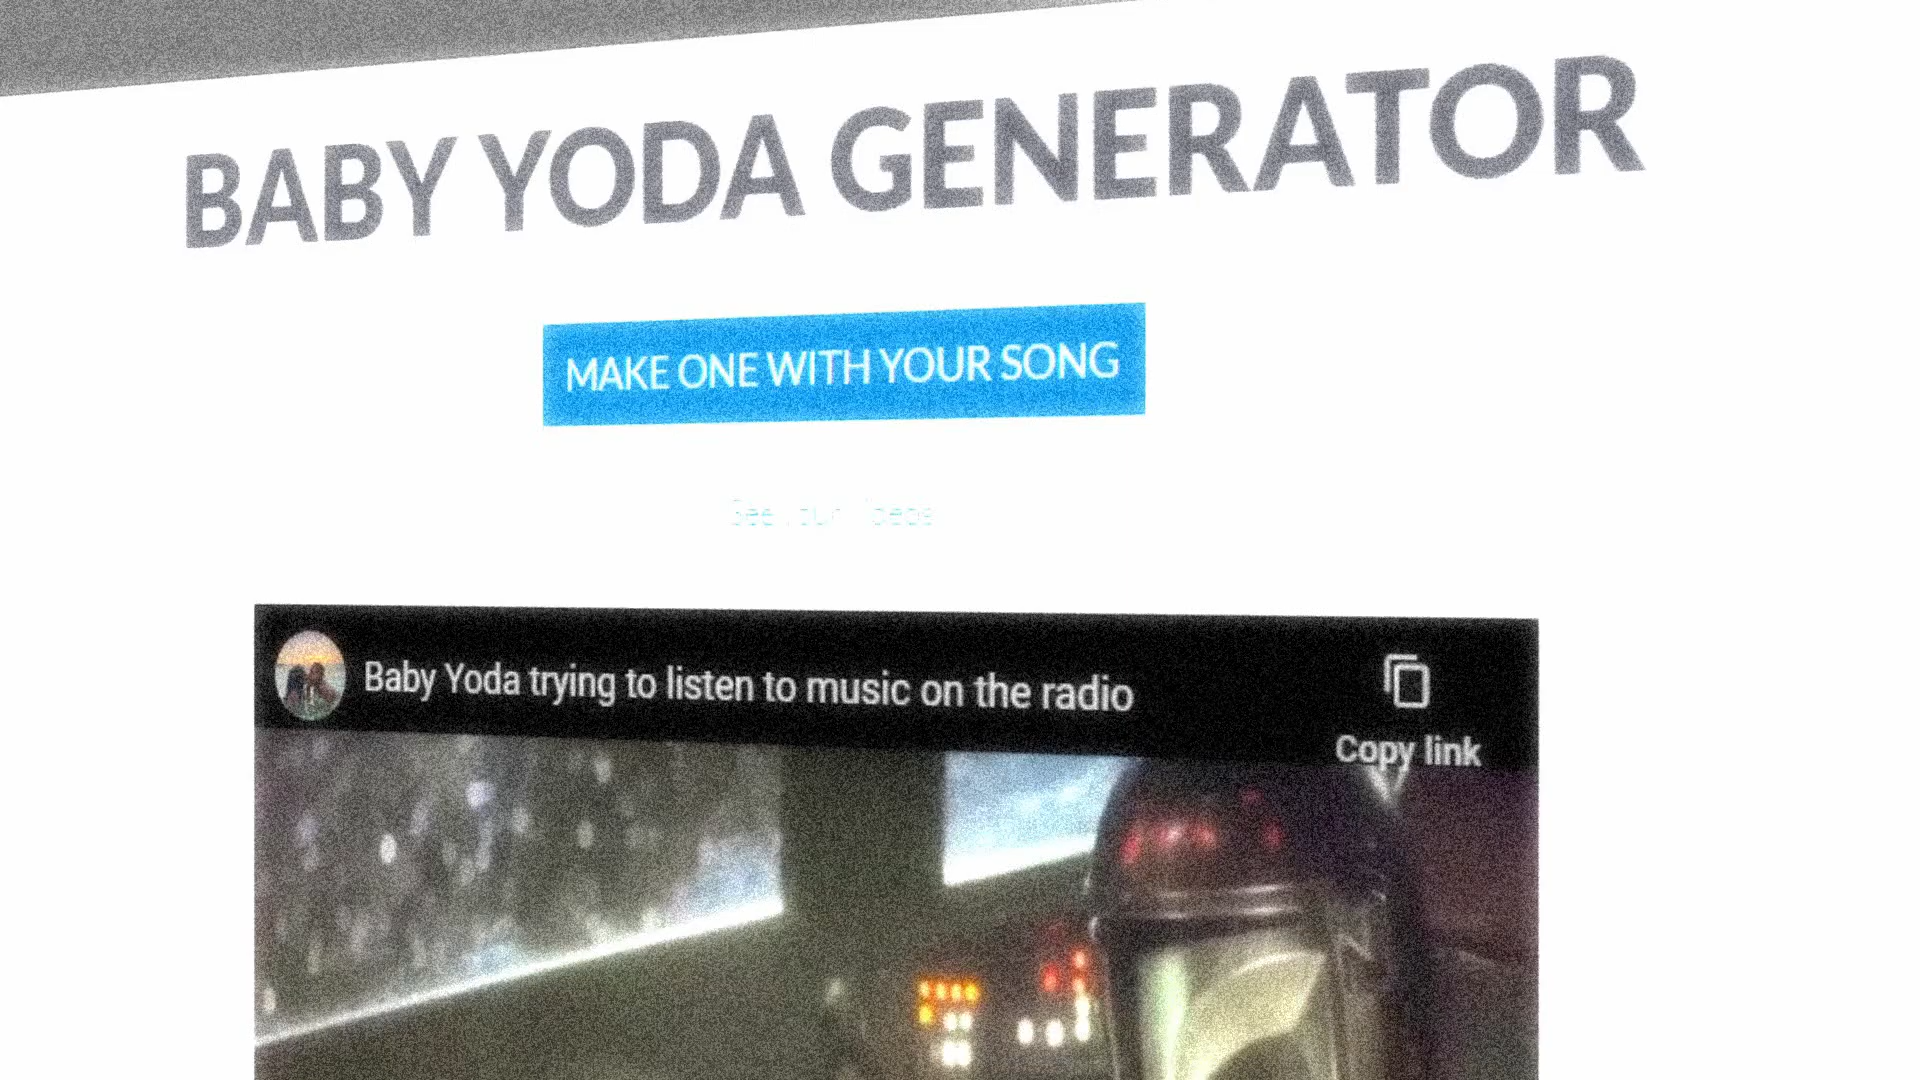 BABY YODA GENERATOR
MAKE ONE WITH YOUR SONG
See
Baby Yoda trying to listen to music on the radio
Copy link